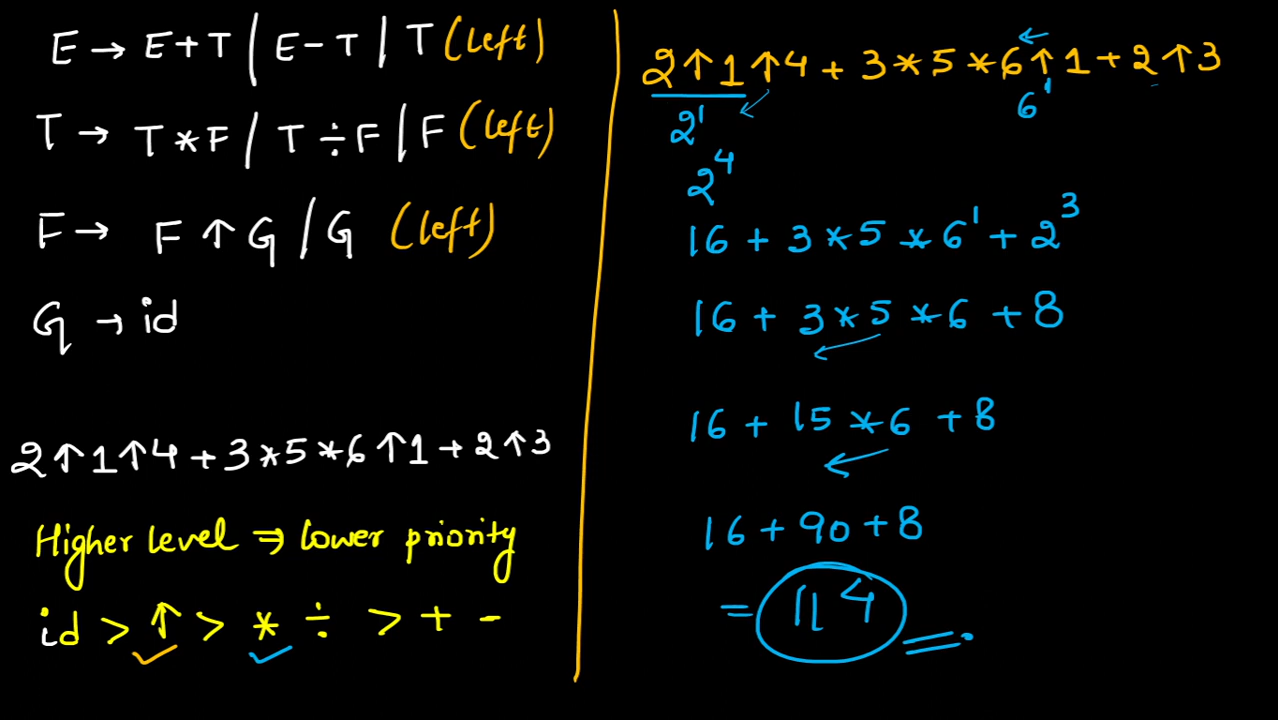 E → E+T | E-T | T (left)
T → T*F / T÷F | F (left)
F → F↑G / G (left)
G → id
2↑1↑4+3*5*6↑1+2↑3
Higher level ⇒ lower priority
id > ↑ > * ÷ > + -
2↑1↑4+3*5*6↑1+2↑3
2¹
6¹
2⁴
16+3*5*6¹+2³
16+3*5*6+8
16+15*6+8
16+90+8
=114